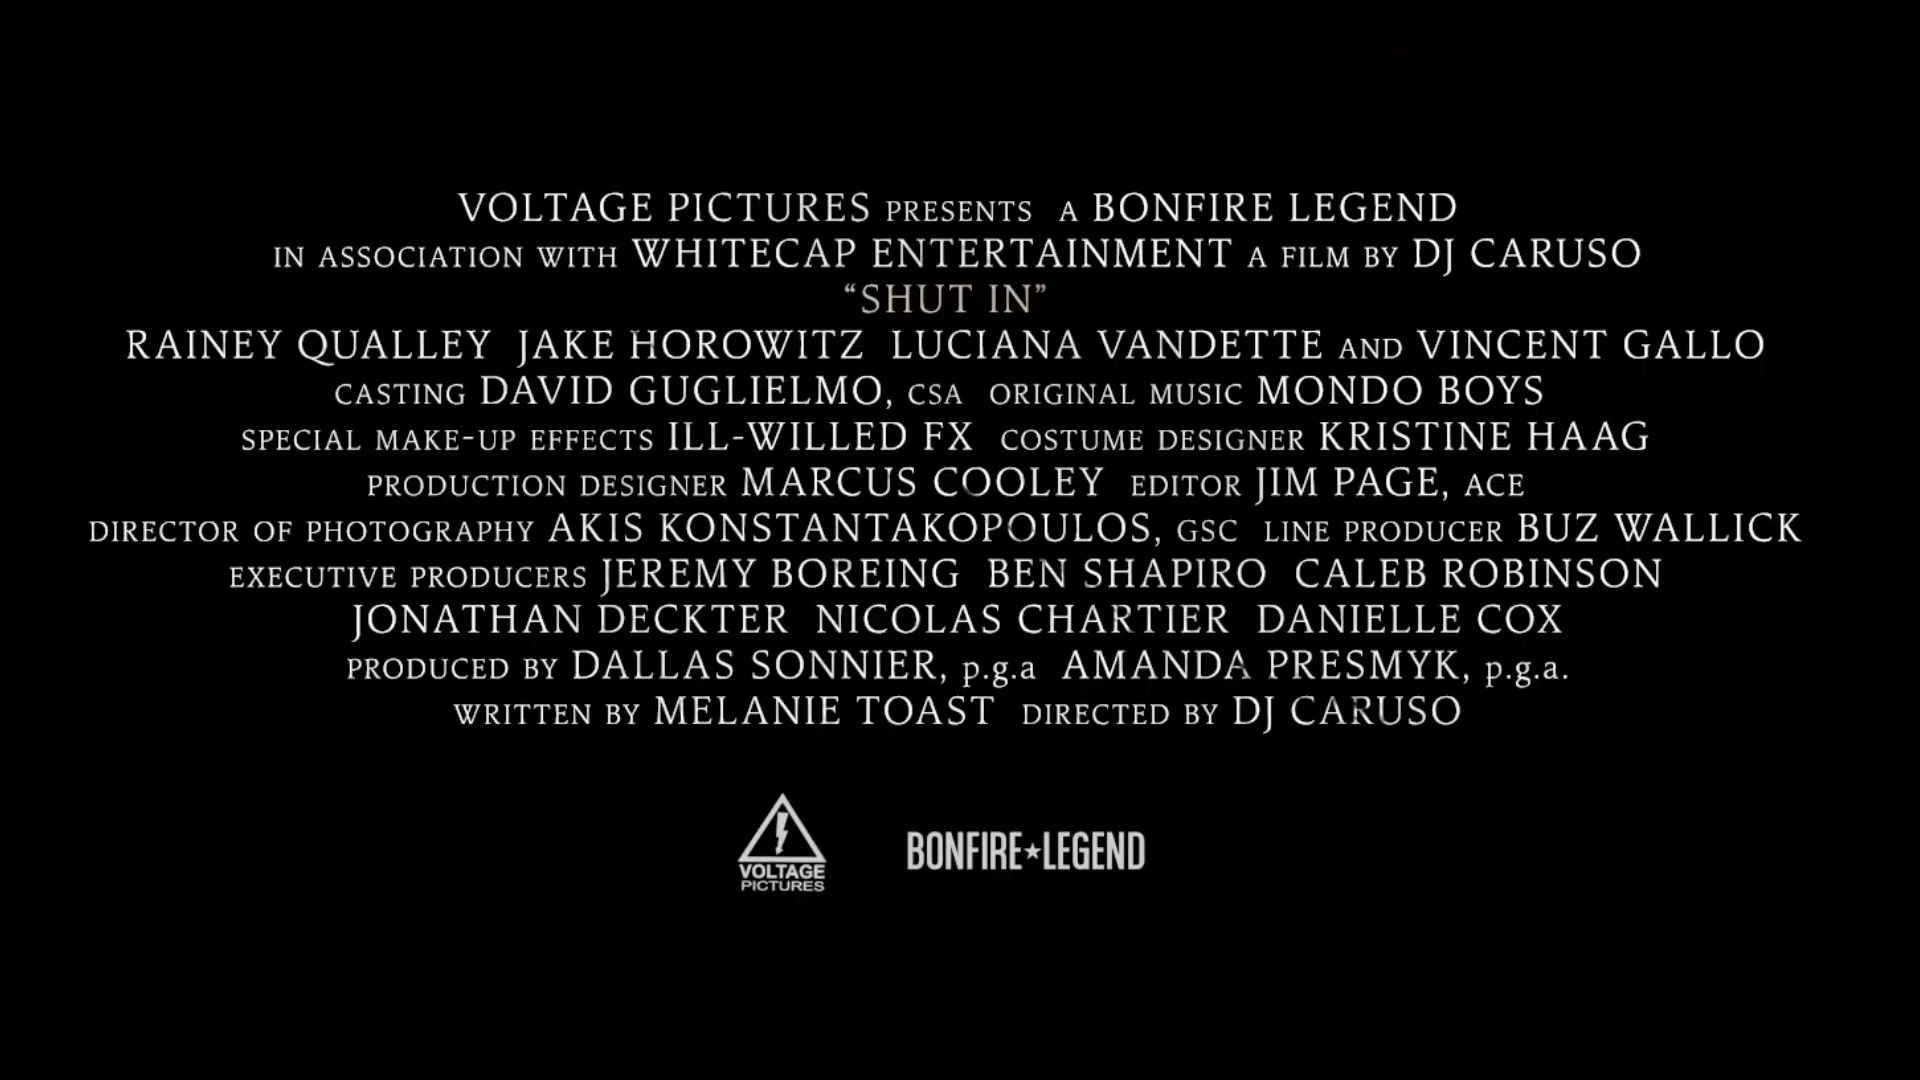 VOLTAGE PICTURES PRESENTS A BONFIRE LEGEND
IN ASSOCIATION WITH WHITECAP ENTERTAINMENT A FILM BY DJ CARUSO
“SHUT IN”
RAINEY QUALLEY JAKE HOROWITZ LUCIANA VANDETTE AND VINCENT GALLO
CASTING DAVID GUGLIELMO, CSA ORIGINAL MUSIC MONDO BOYS
SPECIAL MAKE-UP EFFECTS ILL-WILLED FX COSTUME DESIGNER KRISTINE HAAG
PRODUCTION DESIGNER MARCUS COOLEY EDITOR JIM PAGE, ACE
DIRECTOR OF PHOTOGRAPHY AKIS KONSTANTAKOPOULOS, GSC LINE PRODUCER BUZ WALLICK
EXECUTIVE PRODUCERS JEREMY BOREING BEN SHAPIRO CALEB ROBINSON
JONATHAN DECKTER NICOLAS CHARTIER DANIELLE COX
PRODUCED BY DALLAS SONNIER, p.g.a AMANDA PRESMYK, p.g.a.
WRITTEN BY MELANIE TOAST DIRECTED BY DJ CARUSO
VOLTAGE
PICTURES
BONFIRE★LEGEND